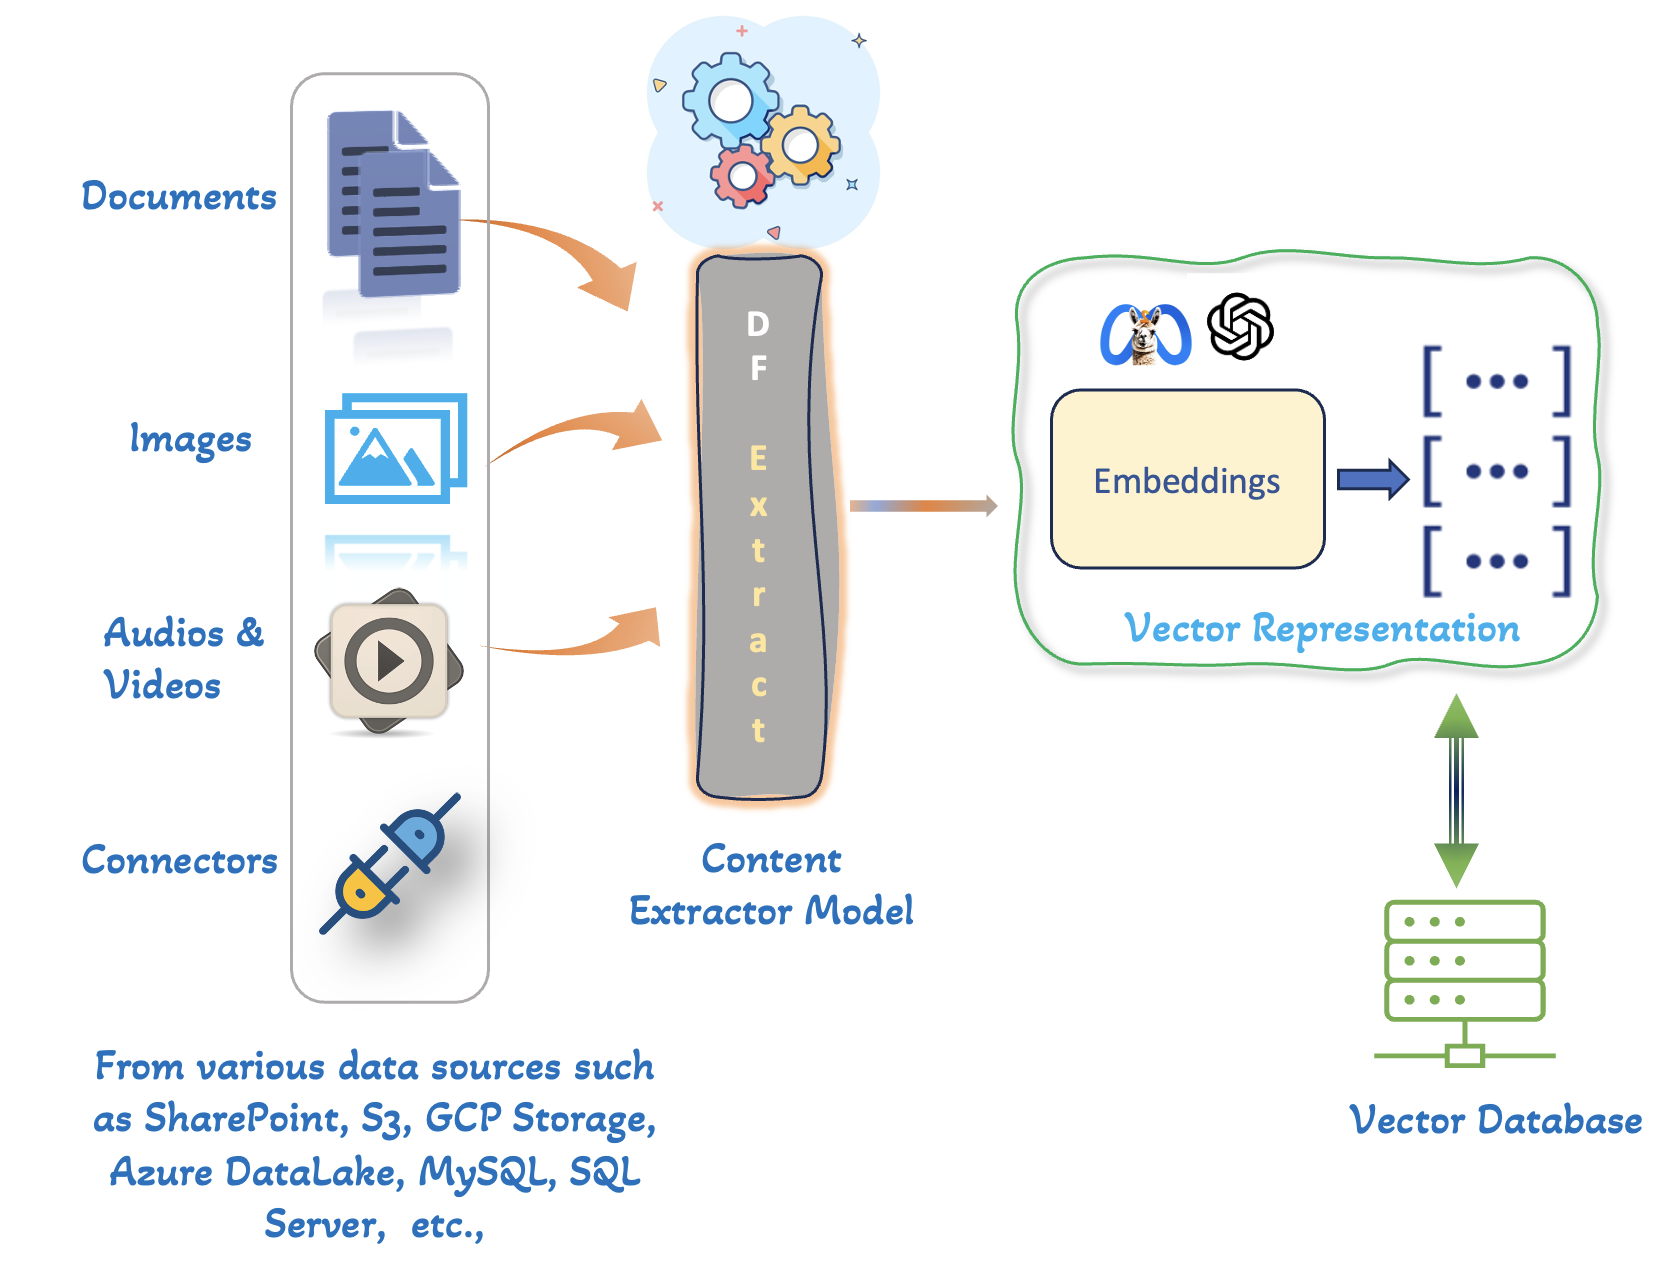 Documents
Images
Audios &
Videos
Connectors
From various data sources such
as SharePoint, S3, GCP Storage,
Azure DataLake, MySQL, SQL
Server, etc.,
D
F
E
x
t
r
a
c
t
Content
Extractor Model
Embeddings
Vector Representation
Vector Database